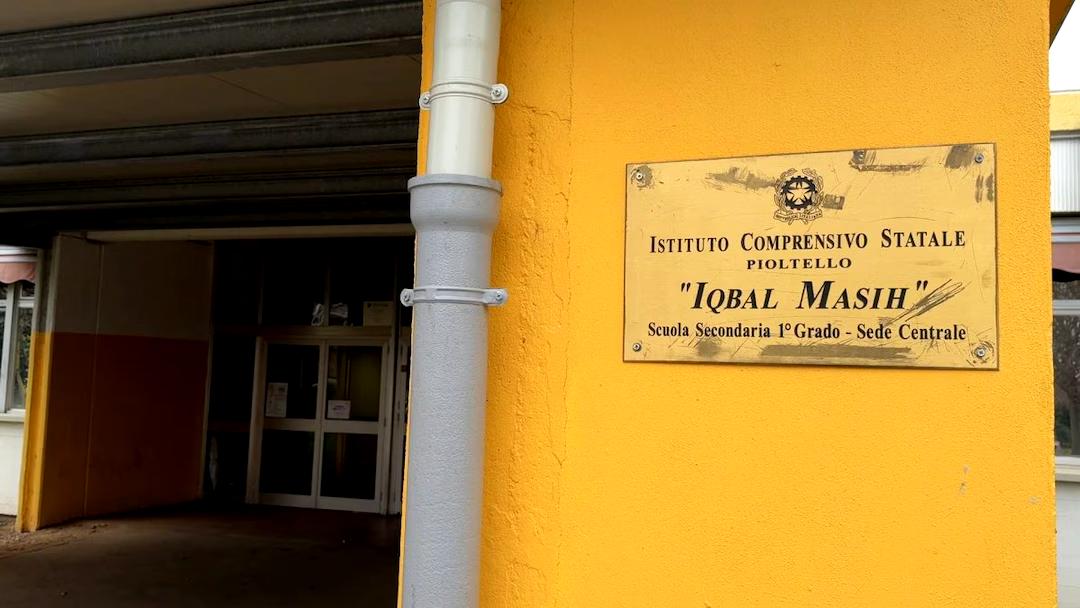 ISTITUTO COMPRENSIVO STATALE
PIOLTELLO
"IQBAL MASIH"
Scuola Secondaria 1° Grado - Sede Centrale